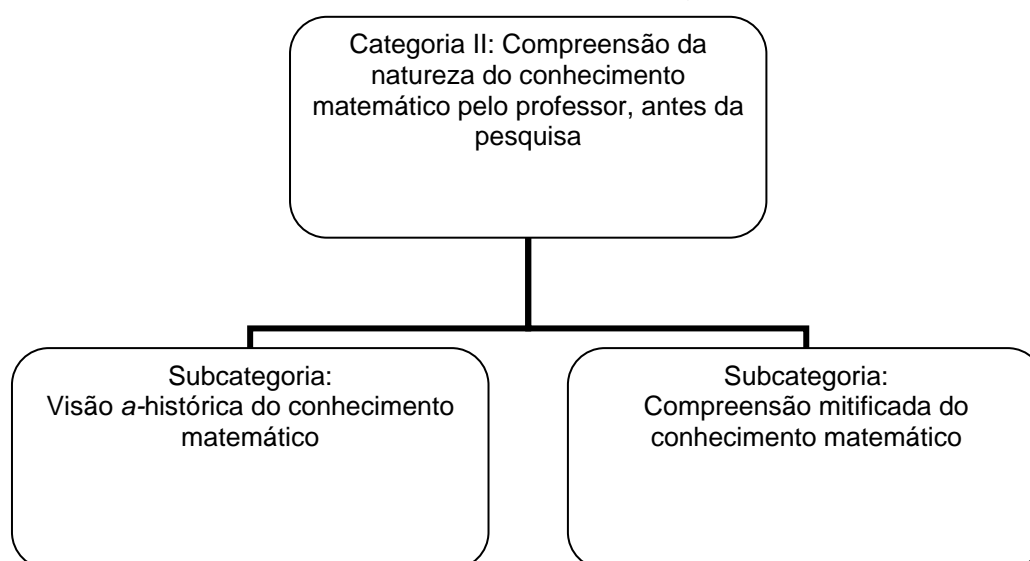 Categoria II: Compreensão da
natureza do conhecimento
matemático pelo professor, antes da
pesquisa
Subcategoria:
Visão a-histórica do conhecimento
matemático
Subcategoria:
Compreensão mitificada do
conhecimento matemático